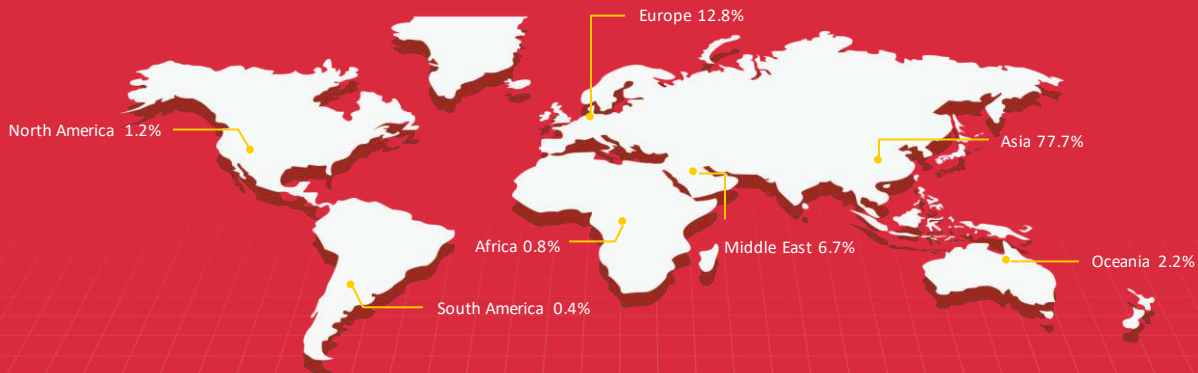 Europe 12.8%
North America 1.2%
Asia 77.7%
Africa 0.8%
Middle East 6.7%
Oceania 2.2%
South America 0.4%